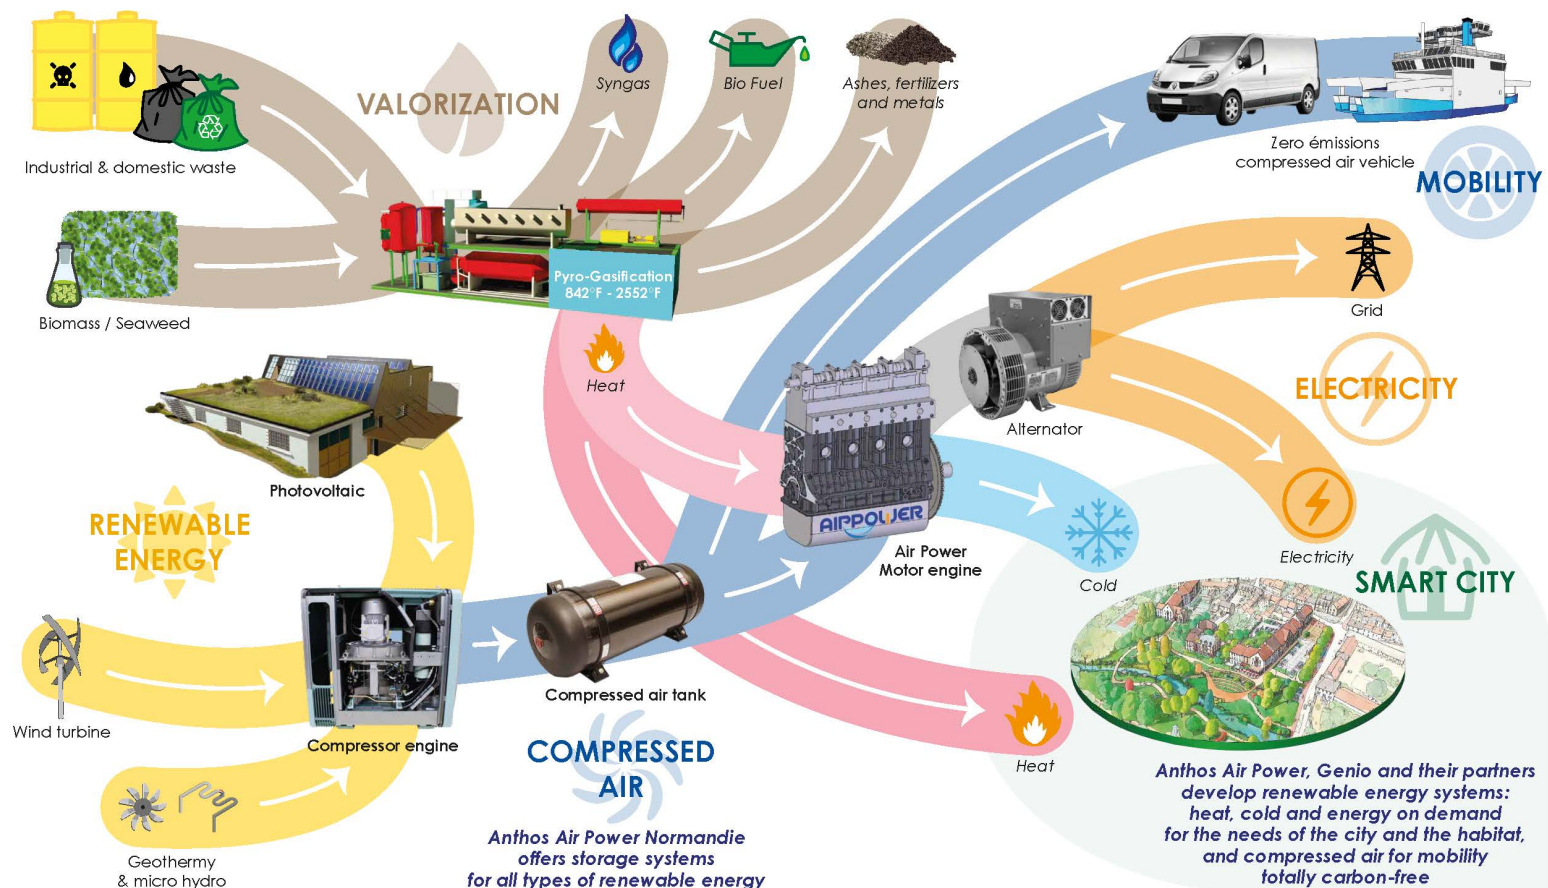 VALORIZATION
Syngas
Bio Fuel
Ashes, fertilizers
and metals
Industrial & domestic waste
Zero émissions
compressed air vehicle
MOBILITY
Biomass / Seaweed
Pyro-Gasification
842°F - 2552°F
Grid
Heat
ELECTRICITY
Alternator
Photovoltaic
RENEWABLE
ENERGY
AIRPOWER
Air Power
Motor engine
Cold
Electricity
SMART CITY
Wind turbine
Compressor engine
Compressed air tank
COMPRESSED
AIR
Heat
Geothermy
& micro hydro
Anthos Air Power Normandie
offers storage systems
for all types of renewable energy
Anthos Air Power, Genio and their partners
develop renewable energy systems:
heat, cold and energy on demand
for the needs of the city and the habitat,
and compressed air for mobility
totally carbon-free